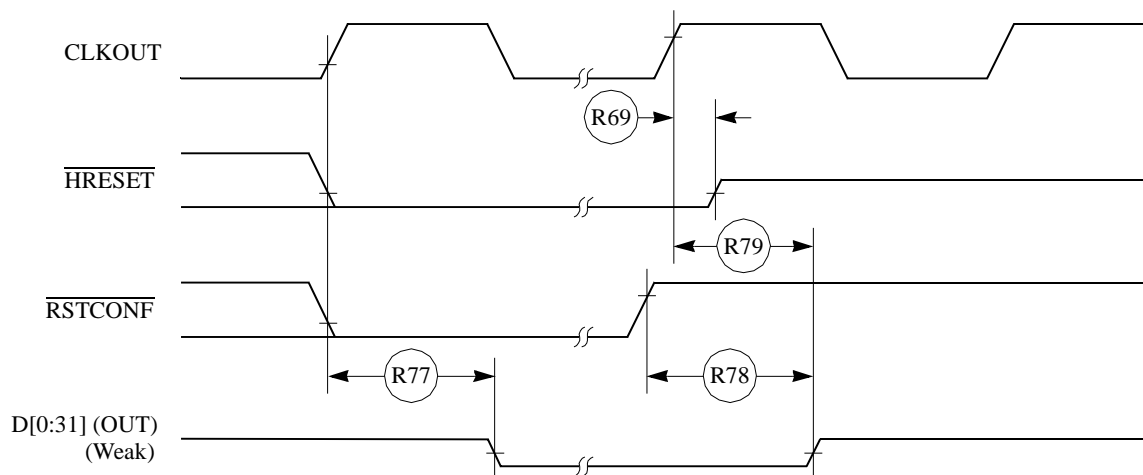 CLKOUT
R69
HRESET
R79
RSTCONF
R77
R78
D[0:31] (OUT)
(Weak)